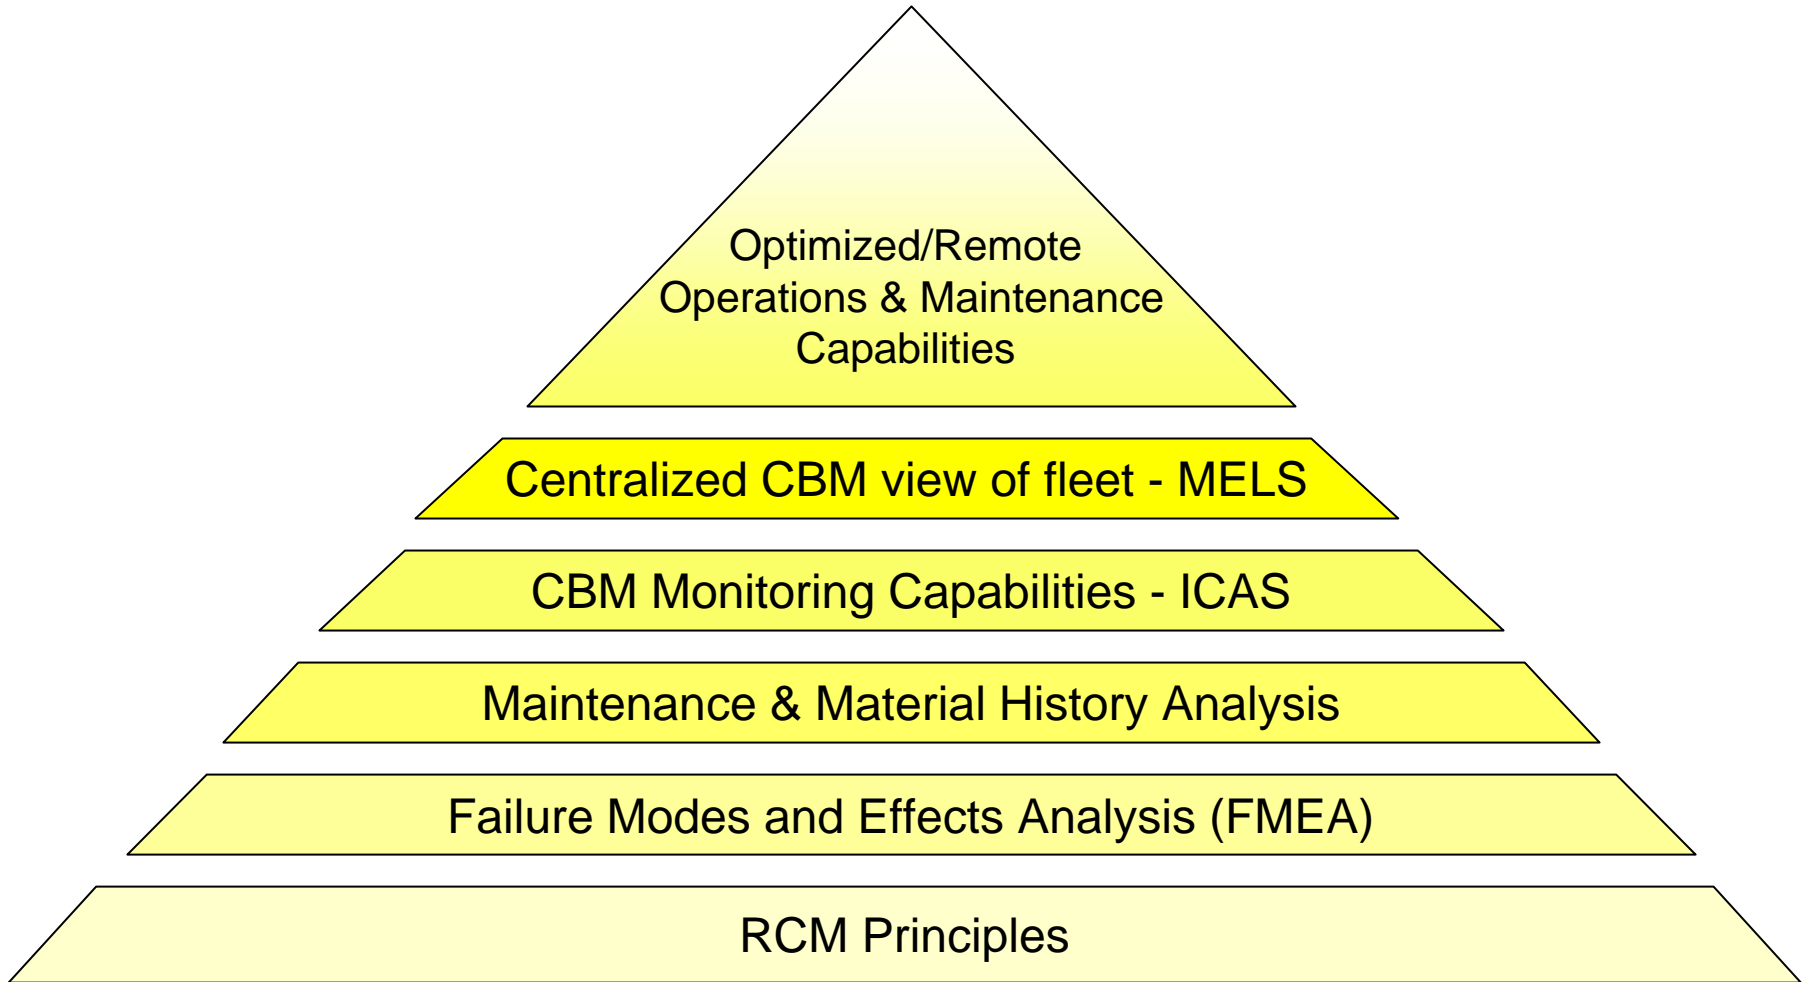 Optimized/Remote
Operations & Maintenance
Capabilities
Centralized CBM view of fleet - MELS
CBM Monitoring Capabilities - ICAS
Maintenance & Material History Analysis
Failure Modes and Effects Analysis (FMEA)
RCM Principles